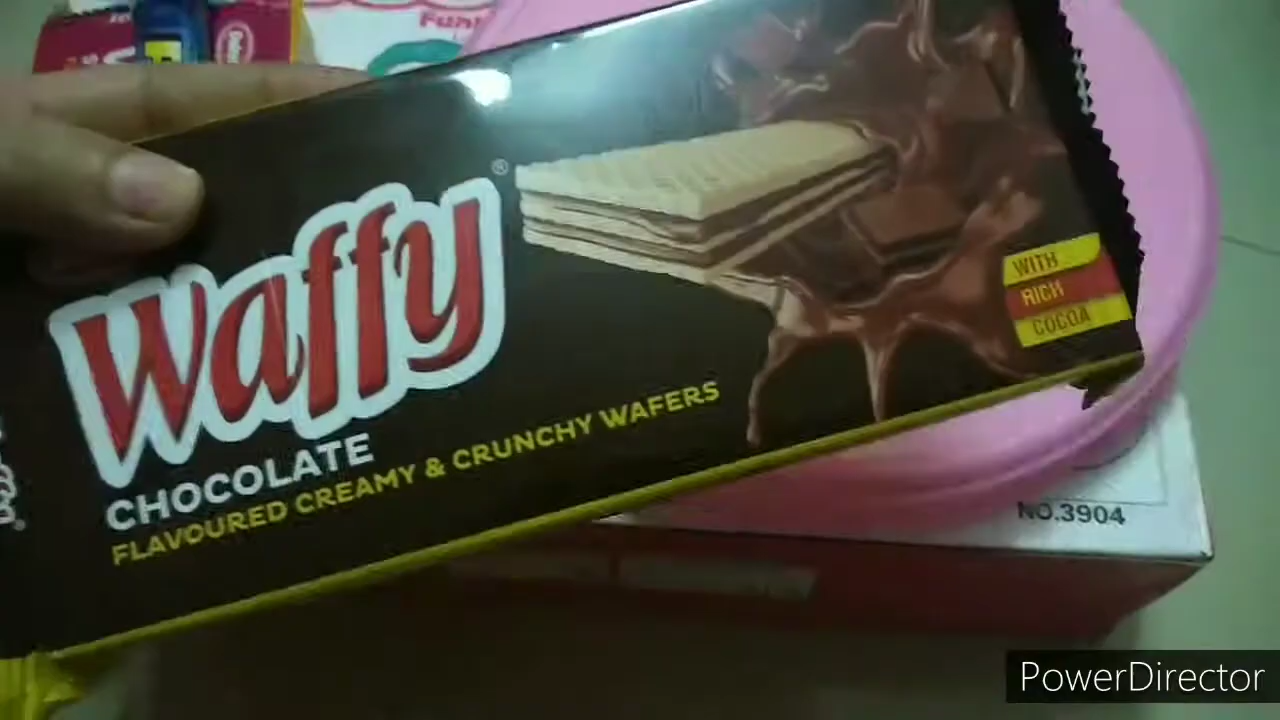 Waffy®
CHOCOLATE
FLAVOURED CREAMY & CRUNCHY WAFERS
WITH
RICH
COCOA
NO.3904
PowerDirector